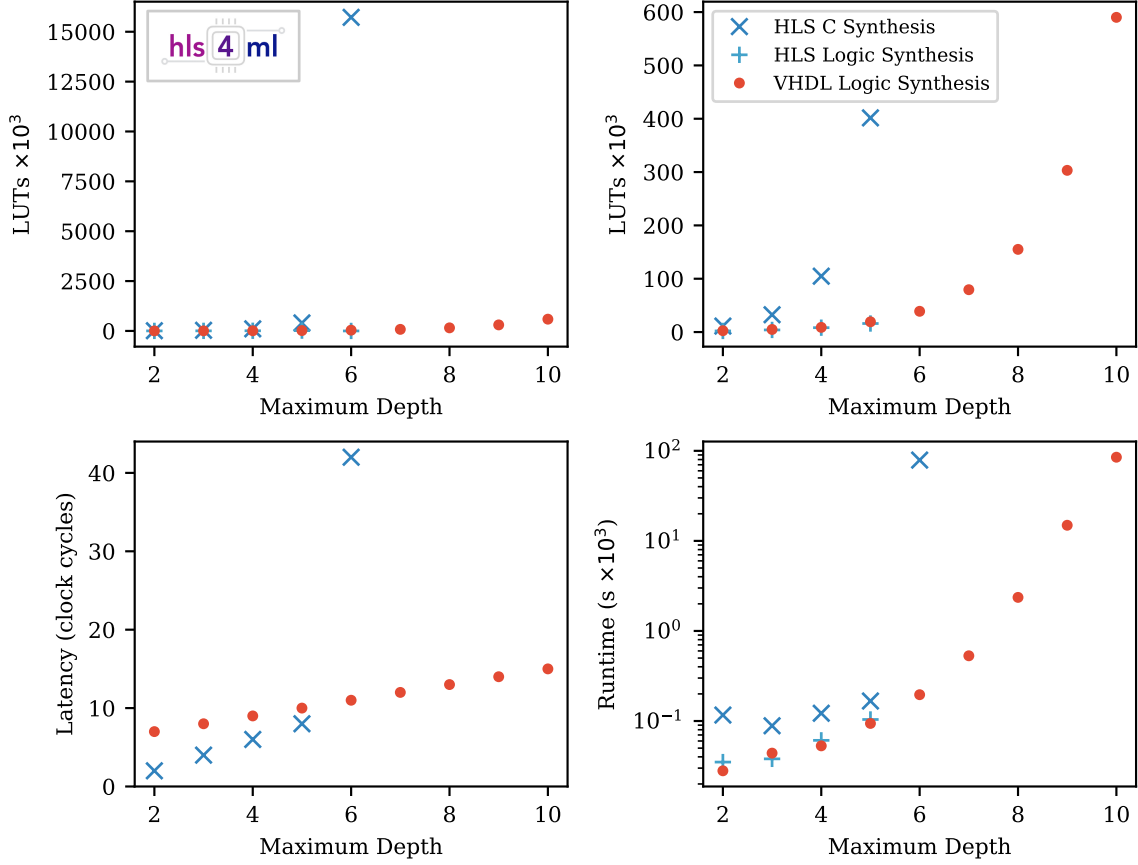 hls 4 ml
15000
12500
10000
7500
5000
2500
0
LUTs ×10³
2 4 6 8 10
Maximum Depth
HLS C Synthesis
HLS Logic Synthesis
VHDL Logic Synthesis
600
500
400
300
200
100
0
LUTs ×10³
2 4 6 8 10
Maximum Depth
40
30
20
10
0
Latency (clock cycles)
2 4 6 8 10
Maximum Depth
10²
10¹
10⁰
10⁻¹
Runtime (s ×10³)
2 4 6 8 10
Maximum Depth